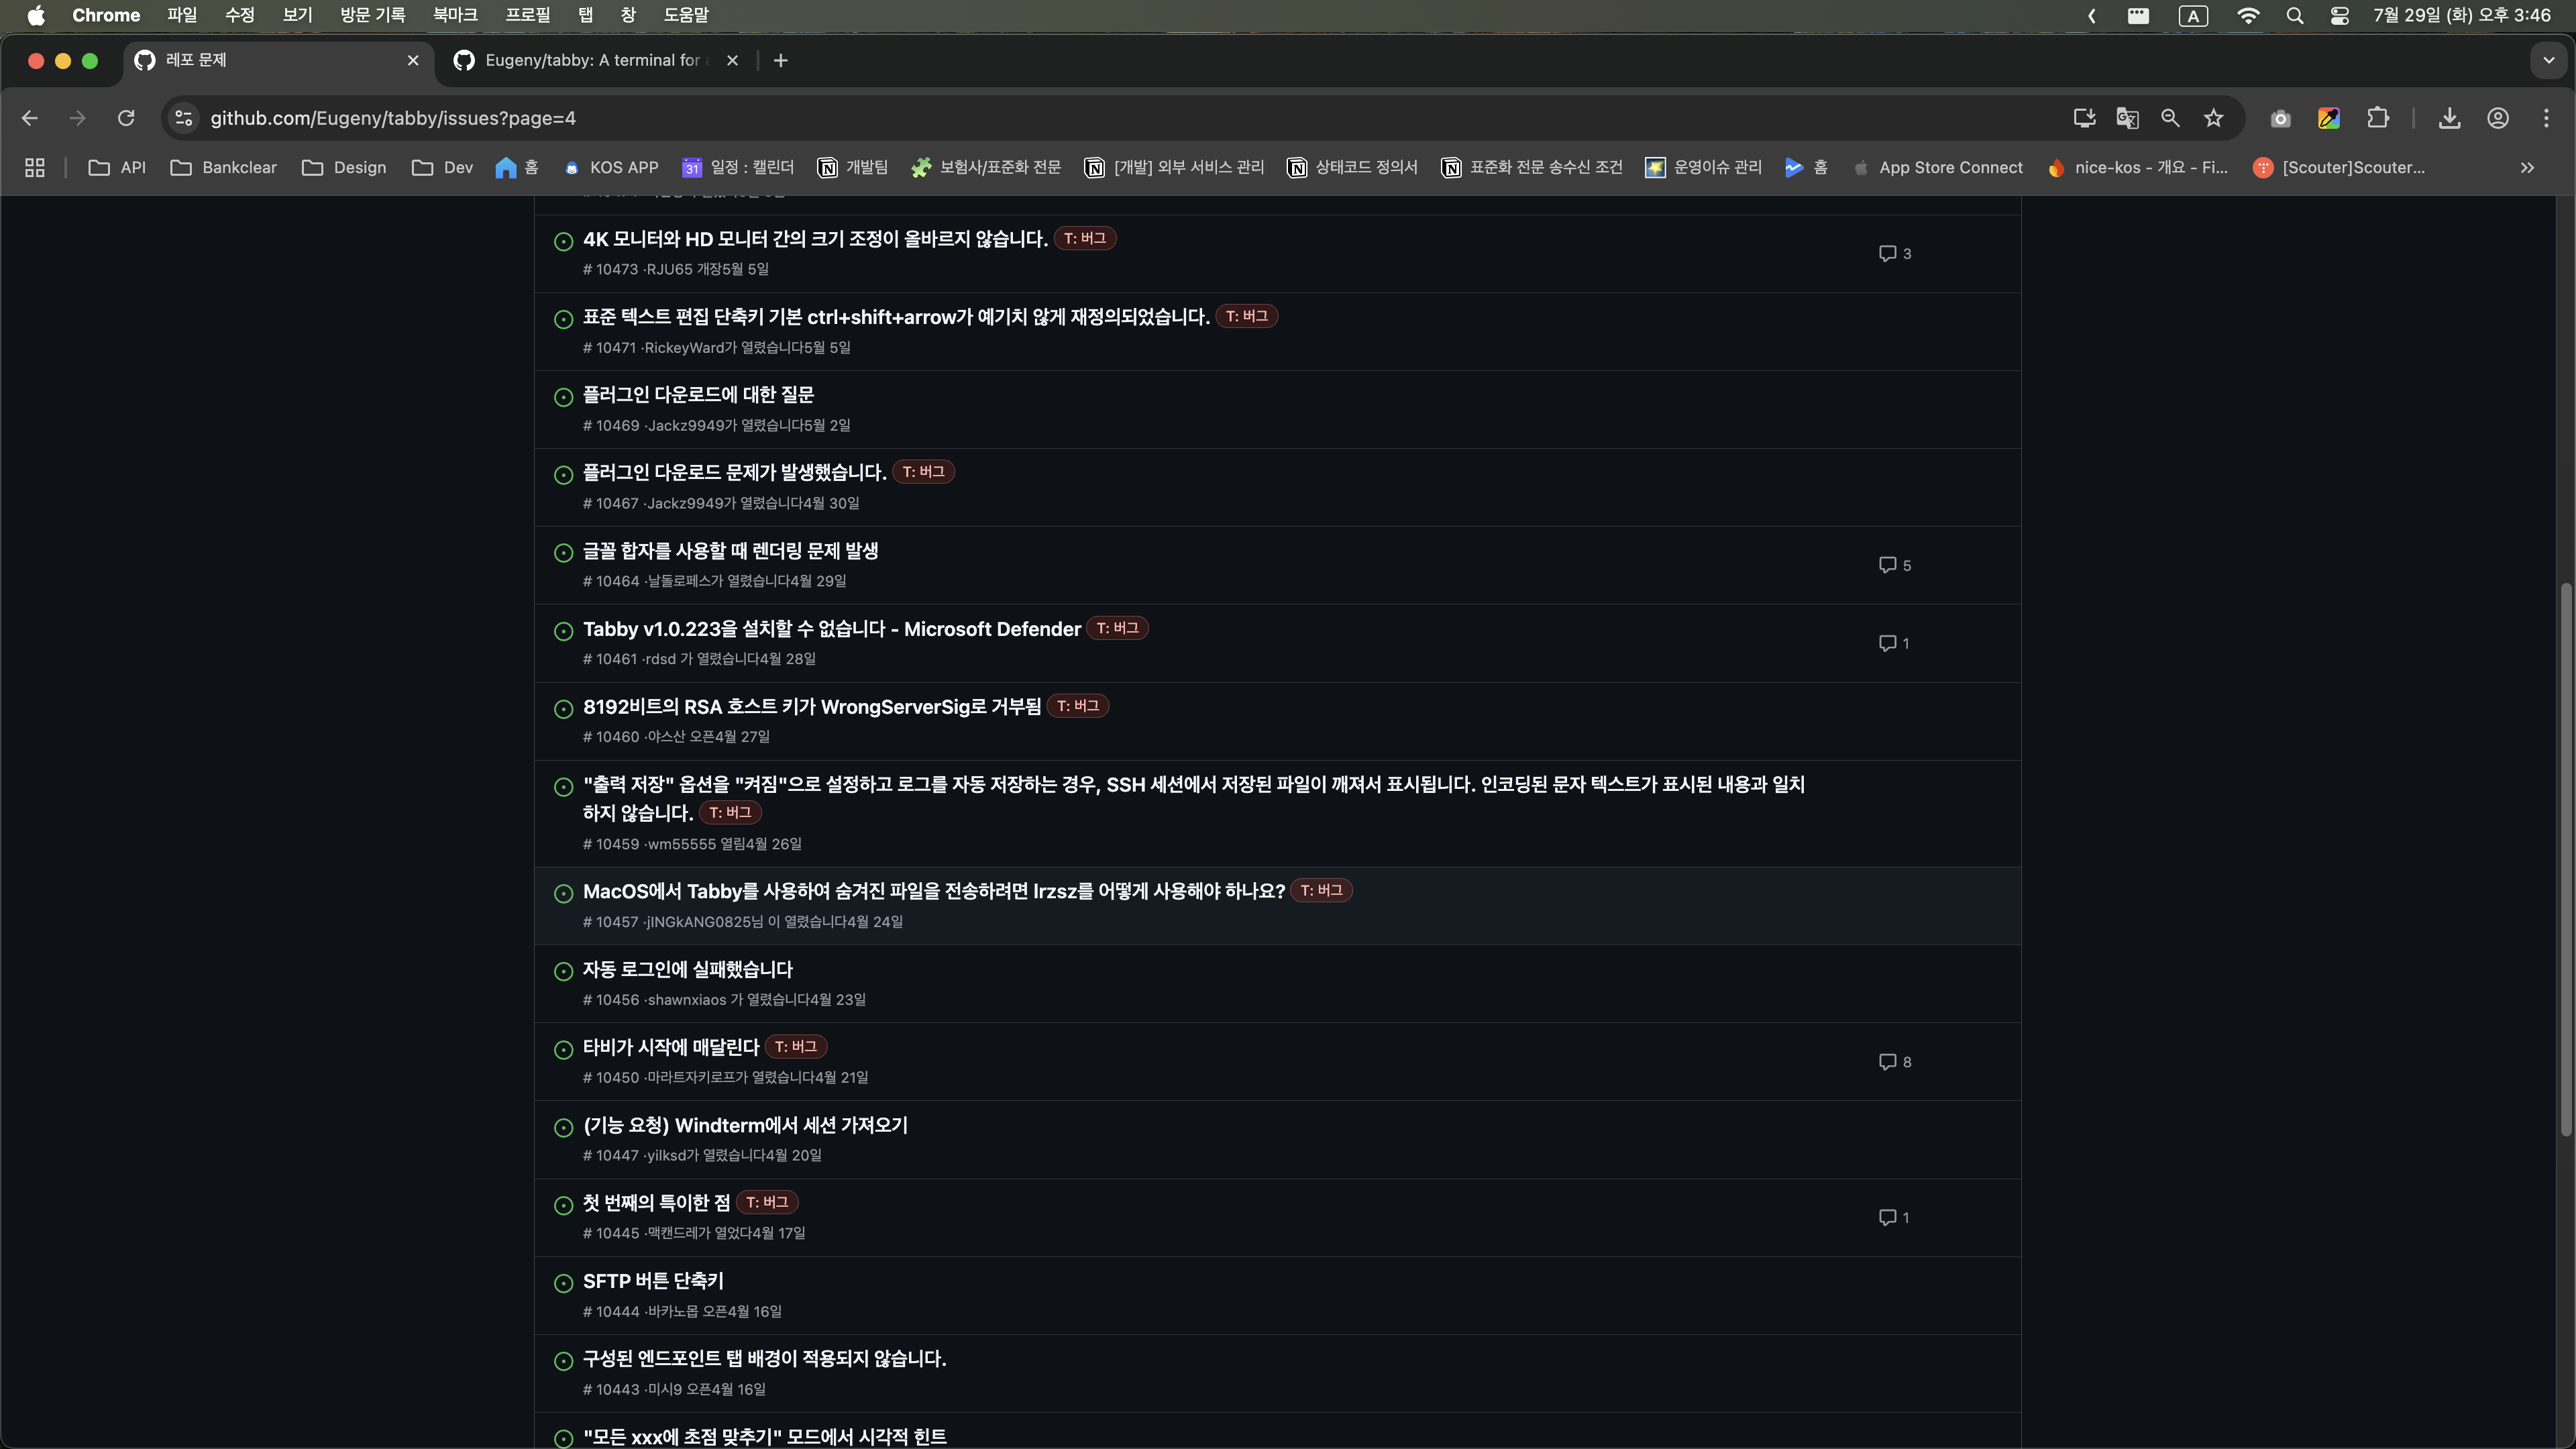 Chrome 파일 수정 보기 방문 기록 북마크 프로필 탭 창 도움말 A 7월 29일 (화) 오후 3:46
레포 문제 Eugeny/tabby: A terminal for a
github.com/Eugeny/tabby/issues?page=4
API Bankclear Design Dev 홈 KOS APP 31 일정 : 캘린더 개발팀 보험사/표준화 전문 [개발] 외부 서비스 관리 상태코드 정의서 표준화 전문 송수신 조건 운영이슈 관리 홈 App Store Connect nice-kos - 개요 - Fi... [Scouter]Scouter...
4K 모니터와 HD 모니터 간의 크기 조정이 올바르지 않습니다. T: 버그
3
# 10473 ·RJU65 개장5월 5일
표준 텍스트 편집 단축키 기본 ctrl+shift+arrow가 예기치 않게 재정의되었습니다. T: 버그
# 10471 ·RickeyWard가 열렸습니다5월 5일
플러그인 다운로드에 대한 질문
# 10469 ·Jackz9949가 열렸습니다5월 2일
플러그인 다운로드 문제가 발생했습니다. T: 버그
# 10467 ·Jackz9949가 열렸습니다4월 30일
글꼴 합자를 사용할 때 렌더링 문제 발생
5
# 10464 ·날돌로페스가 열렸습니다4월 29일
Tabby v1.0.223을 설치할 수 없습니다 - Microsoft Defender T: 버그
1
# 10461 ·rdsd 가 열렸습니다4월 28일
8192비트의 RSA 호스트 키가 WrongServerSig로 거부됨 T: 버그
# 10460 ·야스산 오픈4월 27일
"출력 저장" 옵션을 "켜짐"으로 설정하고 로그를 자동 저장하는 경우, SSH 세션에서 저장된 파일이 깨져서 표시됩니다. 인코딩된 문자 텍스트가 표시된 내용과 일치
하지 않습니다. T: 버그
# 10459 ·wm55555 열림4월 26일
MacOS에서 Tabby를 사용하여 숨겨진 파일을 전송하려면 lrzsz를 어떻게 사용해야 하나요? T: 버그
# 10457 ·jINGkANG0825님 이 열렸습니다4월 24일
자동 로그인에 실패했습니다
# 10456 ·shawnxiaos 가 열렸습니다4월 23일
타비가 시작에 매달린다 T: 버그
8
# 10450 ·마라트자키로프가 열렸습니다4월 21일
(기능 요청) Windterm에서 세션 가져오기
# 10447 ·yilksd가 열렸습니다4월 20일
첫 번째의 특이한 점 T: 버그
1
# 10445 ·맥캔드레가 열었다4월 17일
SFTP 버튼 단축키
# 10444 ·바카노몹 오픈4월 16일
구성된 엔드포인트 탭 배경이 적용되지 않습니다.
# 10443 ·미시9 오픈4월 16일
"모든 xxx에 초점 맞추기" 모드에서 시각적 힌트